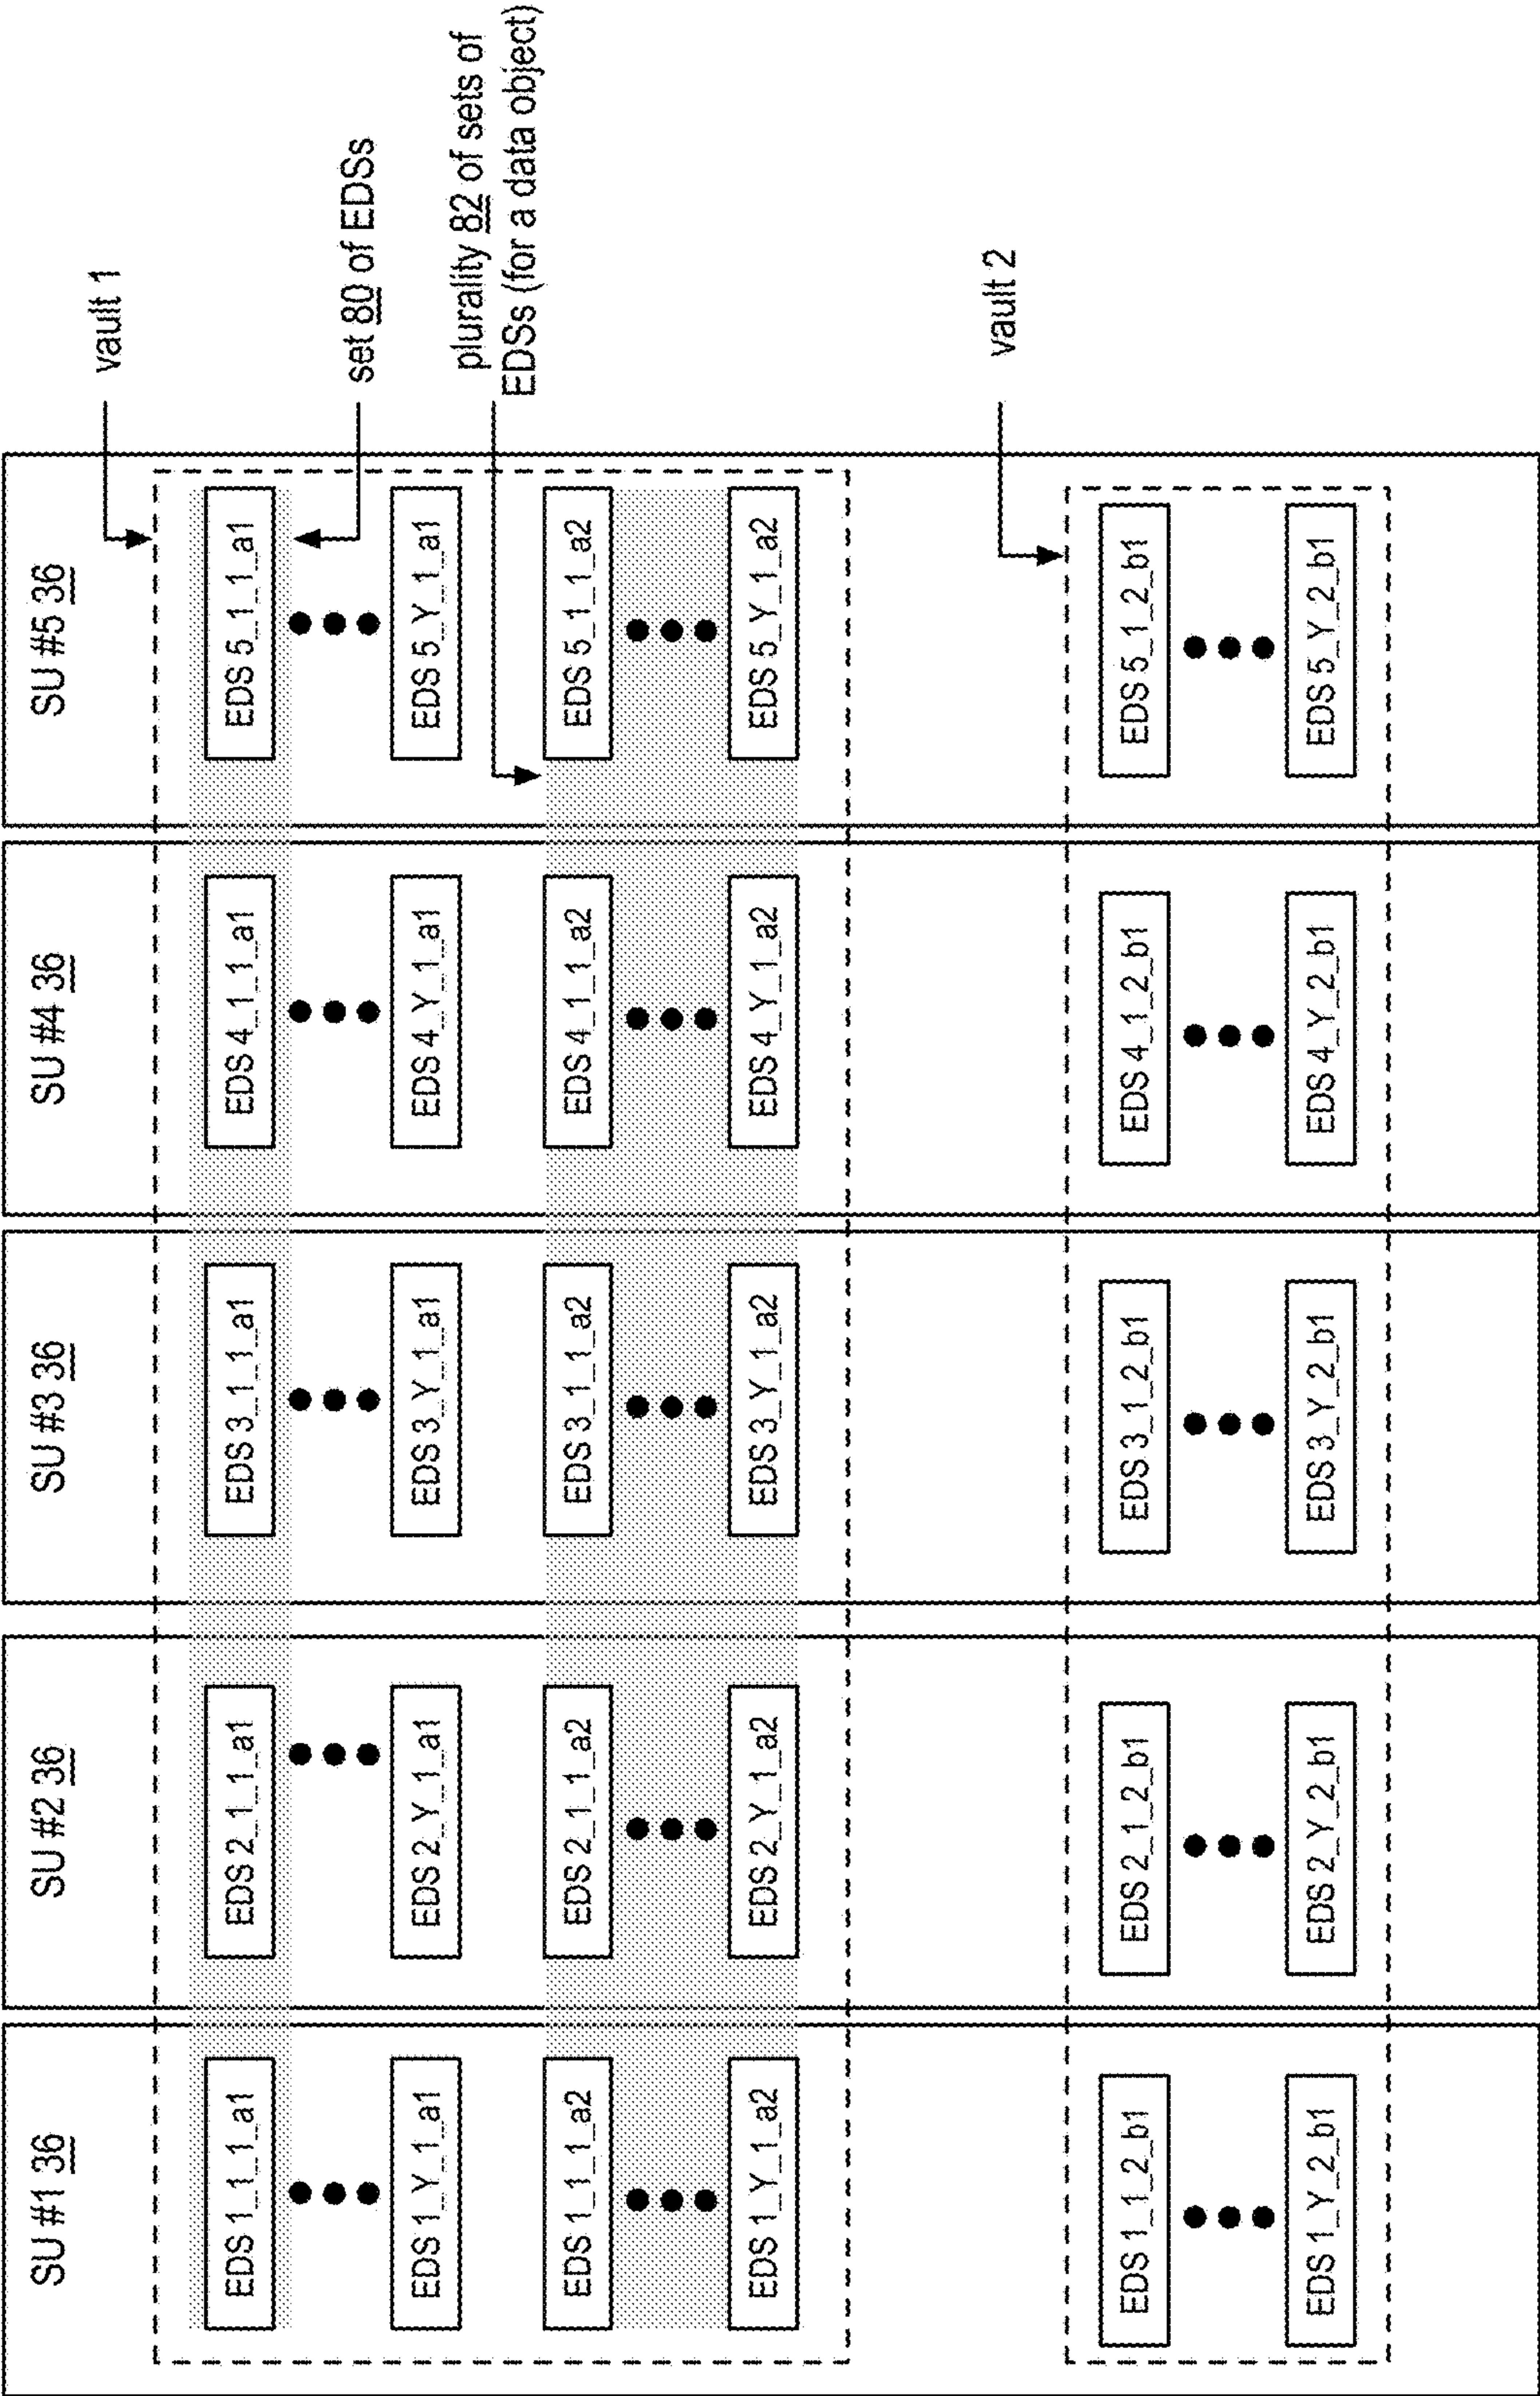 SU #1 36
SU #2 36
SU #3 36
SU #4 36
SU #5 36
vault 1
EDS 1_1_1_a1
EDS 2_1_1_a1
EDS 3_1_1_a1
EDS 4_1_1_a1
EDS 5_1_1_a1
set 80 of EDSs
EDS 1_Y_1_a1
EDS 2_Y_1_a1
EDS 3_Y_1_a1
EDS 4_Y_1_a1
EDS 5_Y_1_a1
plurality 82 of sets of
EDSs (for a data object)
EDS 1_1_1_a2
EDS 2_1_1_a2
EDS 3_1_1_a2
EDS 4_1_1_a2
EDS 5_1_1_a2
EDS 1_Y_1_a2
EDS 2_Y_1_a2
EDS 3_Y_1_a2
EDS 4_Y_1_a2
EDS 5_Y_1_a2
vault 2
EDS 1_1_2_b1
EDS 2_1_2_b1
EDS 3_1_2_b1
EDS 4_1_2_b1
EDS 5_1_2_b1
EDS 1_Y_2_b1
EDS 2_Y_2_b1
EDS 3_Y_2_b1
EDS 4_Y_2_b1
EDS 5_Y_2_b1